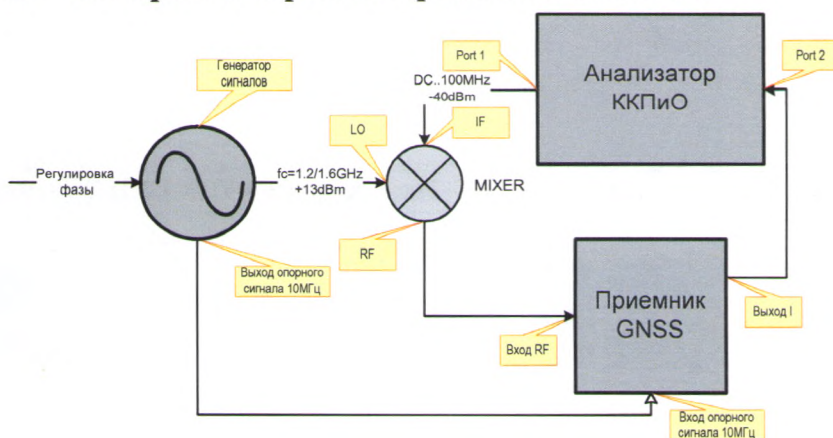 Генератор
сигналов
Port 1
Port 2
DC..100MHz
-40dBm
Анализатор
ККПиО
LO
IF
Регулировка
фазы
fc=1.2/1.6GHz
+13dBm
MIXER
RF
Выход опорного
сигнала 10МГц
Приемник
GNSS
Выход I
Вход RF
Вход опорного
сигнала 10МГц